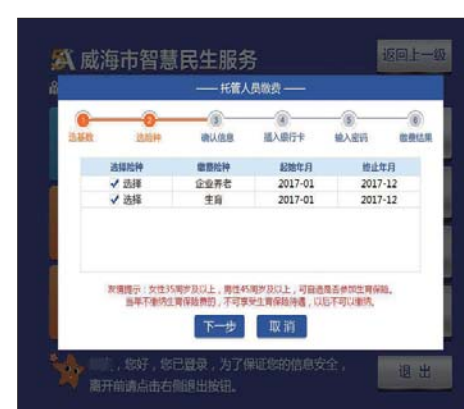 威海市智慧民生服务
返回上一级
—— 托管人员缴费 ——
1 2 3 4 5 6
选基数 选险种 确认信息 插入银行卡 输入密码 缴费结果
选择险种 缴费险种 起始年月 终止年月
✓ 选择 企业养老 2017-01 2017-12
✓ 选择 生育 2017-01 2017-12
友情提示：女性35周岁及以上，男性45周岁及以上，可自选是否参加生育保险。
当年不缴纳生育保险费的，不可享受生育保险待遇，以后不可以缴纳。
下一步 取 消
，您好，您已登录，为了保证您的信息安全，
离开前请点击右侧退出按钮。
退 出